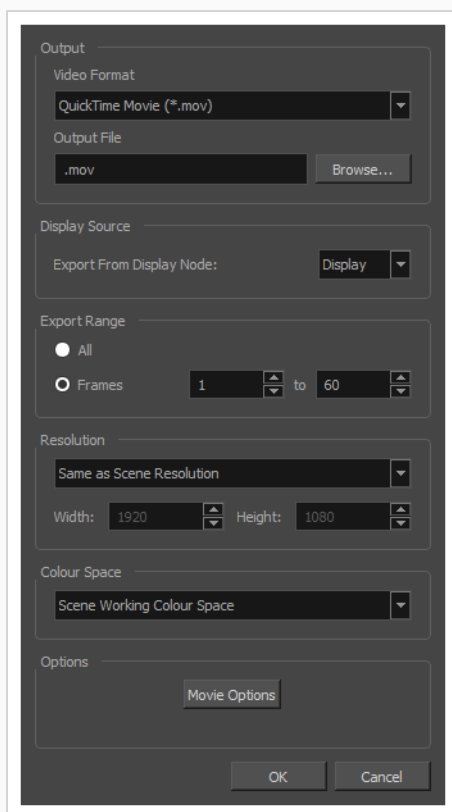 Output
Video Format
QuickTime Movie (*.mov)
Output File
.mov Browse...
Display Source
Export From Display Node: Display
Export Range
All
Frames 1 to 60
Resolution
Same as Scene Resolution
Width: 1920 Height: 1080
Colour Space
Scene Working Colour Space
Options
Movie Options
OK Cancel